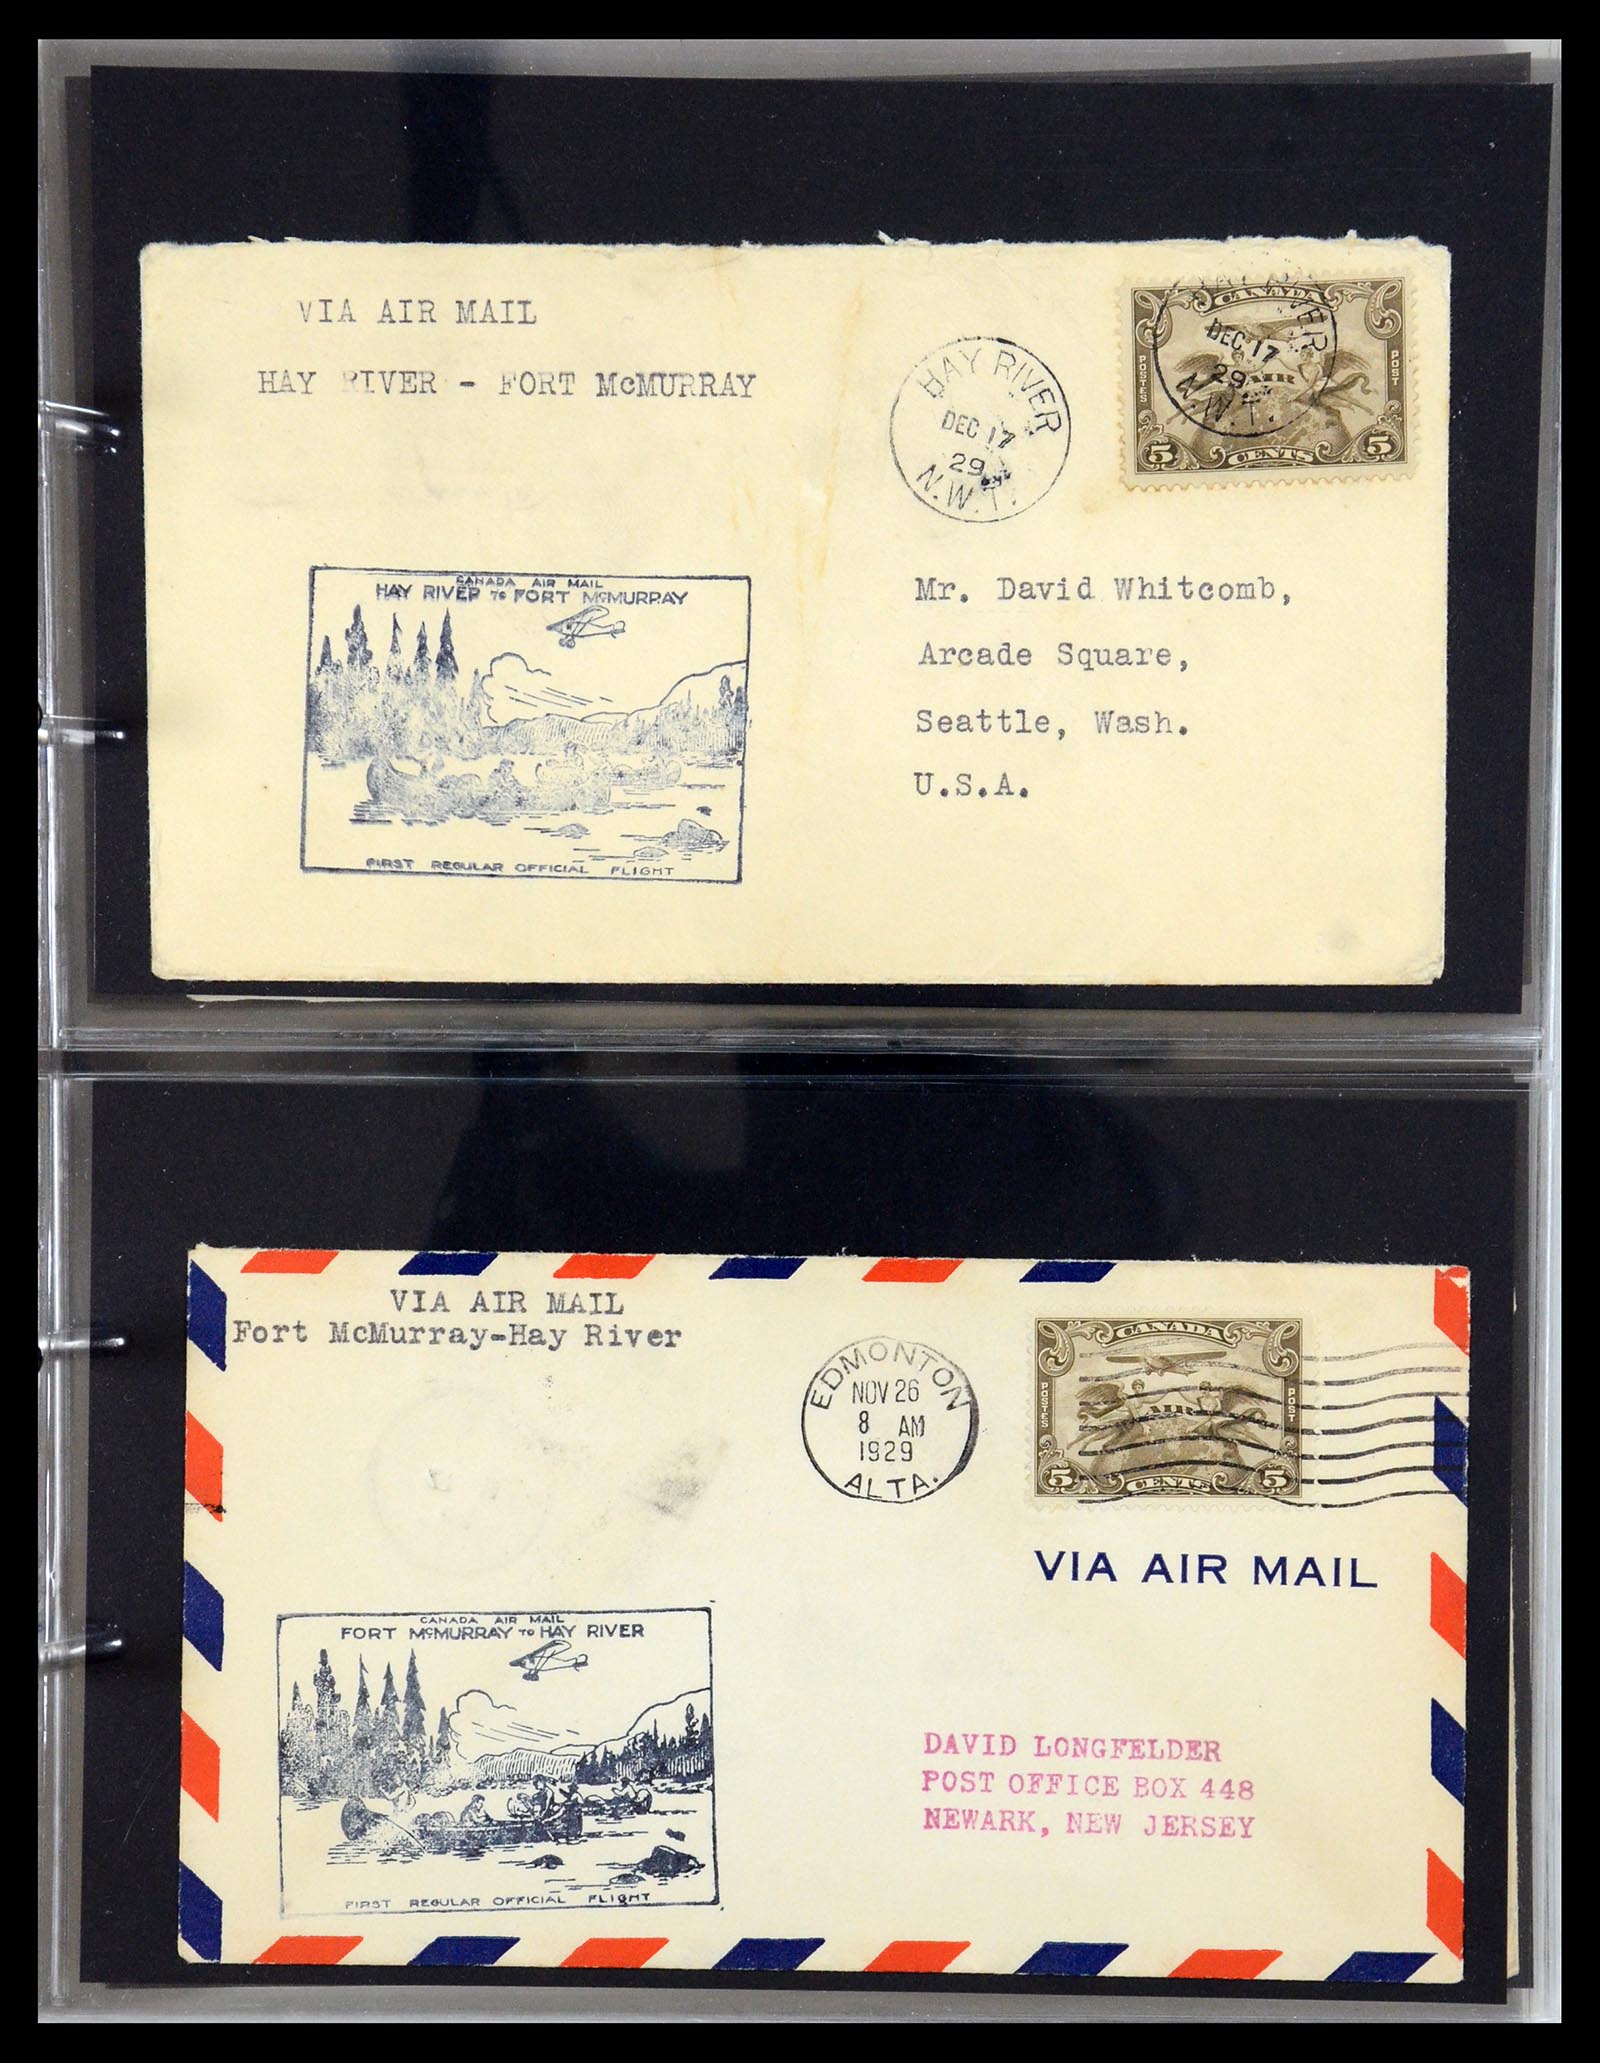 VIA AIR MAIL
HAY RIVER - FORT McMURRAY
HAY RIVER
DEC 17
29
N.W.T.
CANADA
DEC 17
29
N.W.T.
POSTES
AIR
POST
5 CENTS 5
CANADA AIR MAIL
HAY RIVER TO FORT McMURRAY
FIRST REGULAR OFFICIAL FLIGHT
Mr. David Whitcomb,
Arcade Square,
Seattle, Wash.
U.S.A.
VIA AIR MAIL
Fort McMurray-Hay River
EDMONTON
NOV 26
8 AM
1929
ALTA.
CANADA
POSTES
AIR
POST
5 CENTS 5
VIA AIR MAIL
CANADA AIR MAIL
FORT McMURRAY TO HAY RIVER
FIRST REGULAR OFFICIAL FLIGHT
DAVID LONGFELDER
POST OFFICE BOX 448
NEWARK, NEW JERSEY